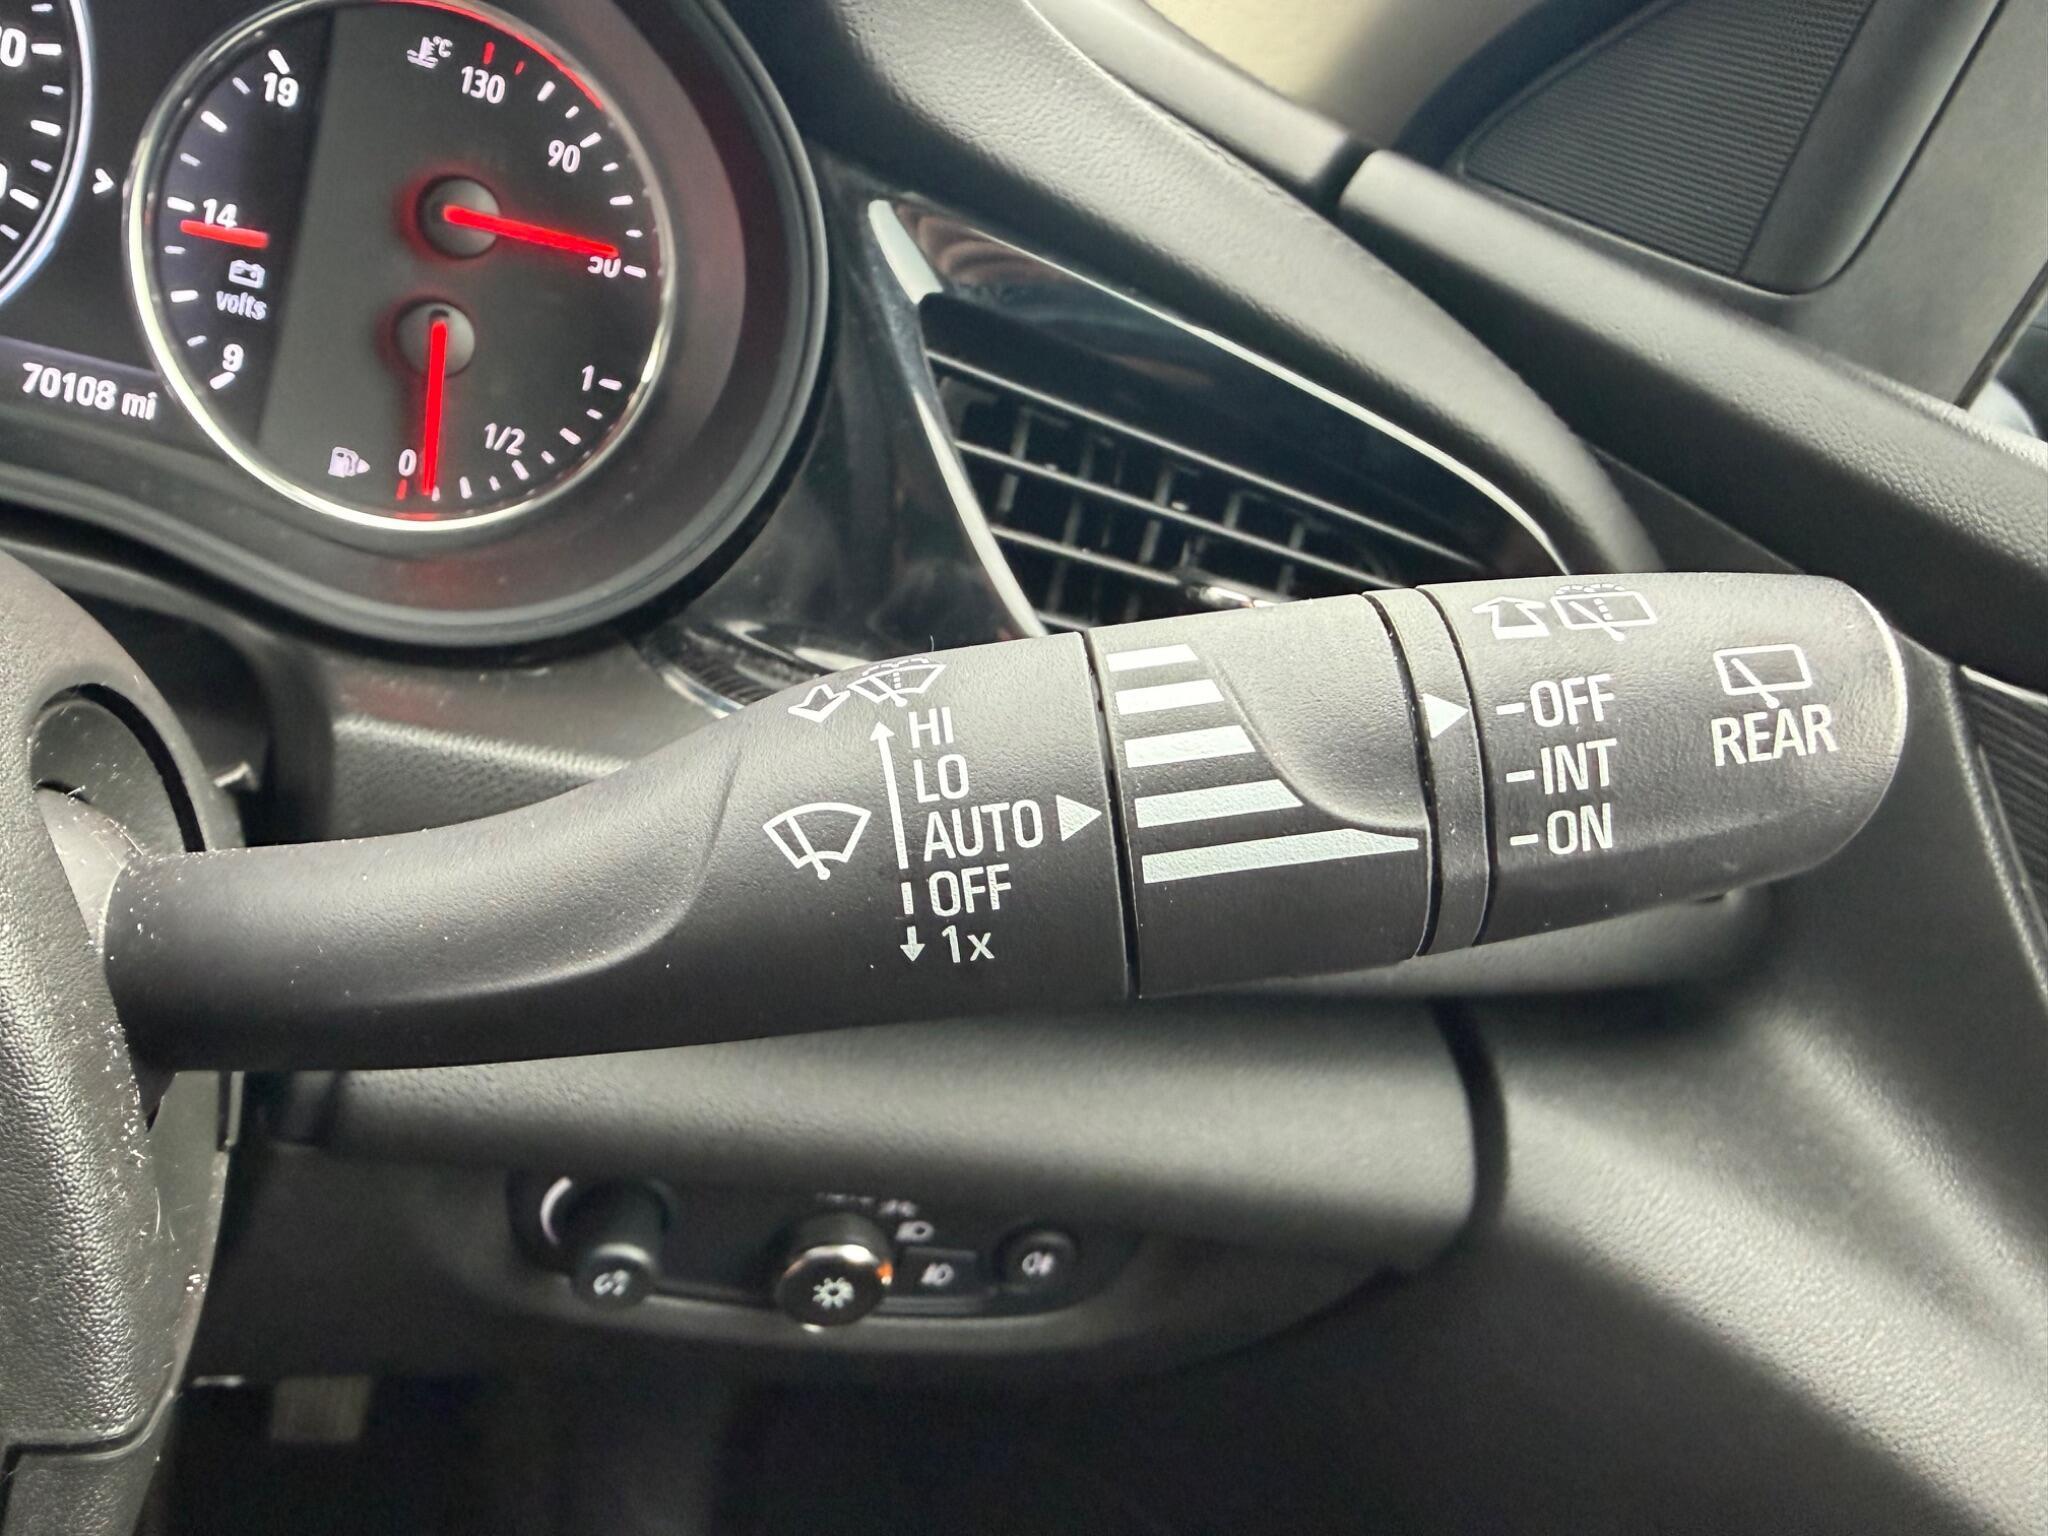 19
14
volts
9
70108 mi
°C
130
90
50
1
1/2
0
HI
LO
AUTO
OFF
1x
-OFF
-INT
-ON
REAR